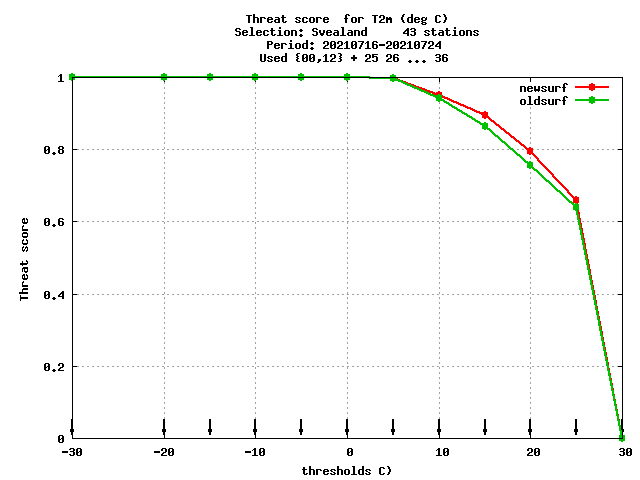 Threat score  for T2m (deg C)
Selection: Svealand     43 stations
Period: 20210716-20210724
Used {00,12} + 25 26 ... 36
newsurf
oldsurf
Threat score
1
0.8
0.6
0.4
0.2
0
-30
-20
-10
0
10
20
30
thresholds C)